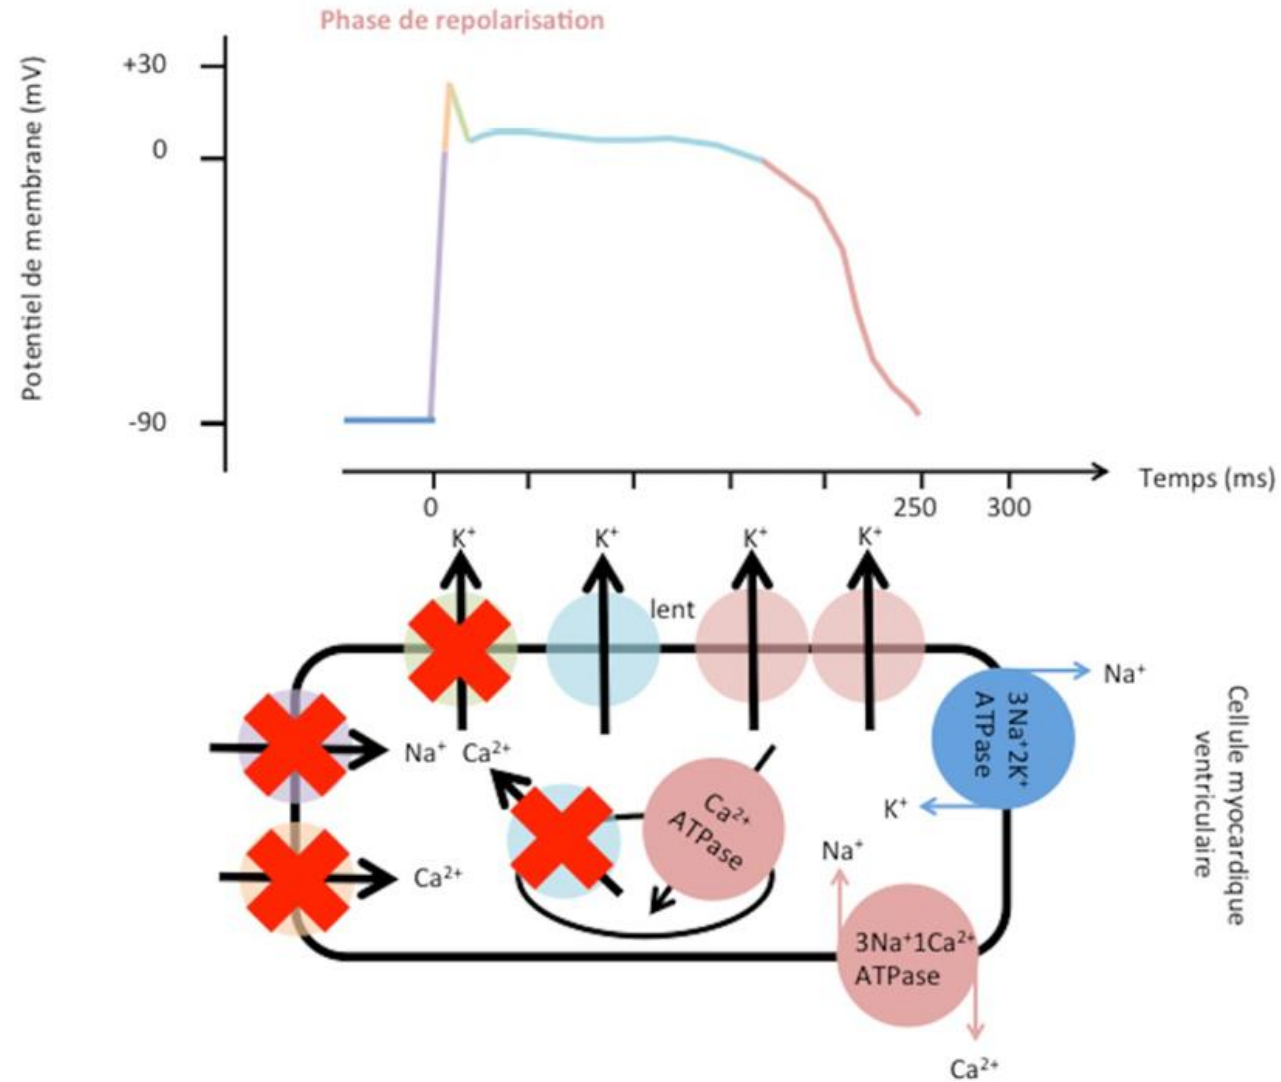 Phase de repolarisation
Potentiel de membrane (mV)
+30
0
-90
Temps (ms)
0
250
300
K⁺
K⁺
K⁺
K⁺
lent
Na⁺
3Na⁺2K⁺
ATPase
K⁺
Na⁺
Ca²⁺
Ca²⁺
ATPase
Ca²⁺
Na⁺
3Na⁺1Ca²⁺
ATPase
Ca²⁺
Cellule myocardique
ventriculaire